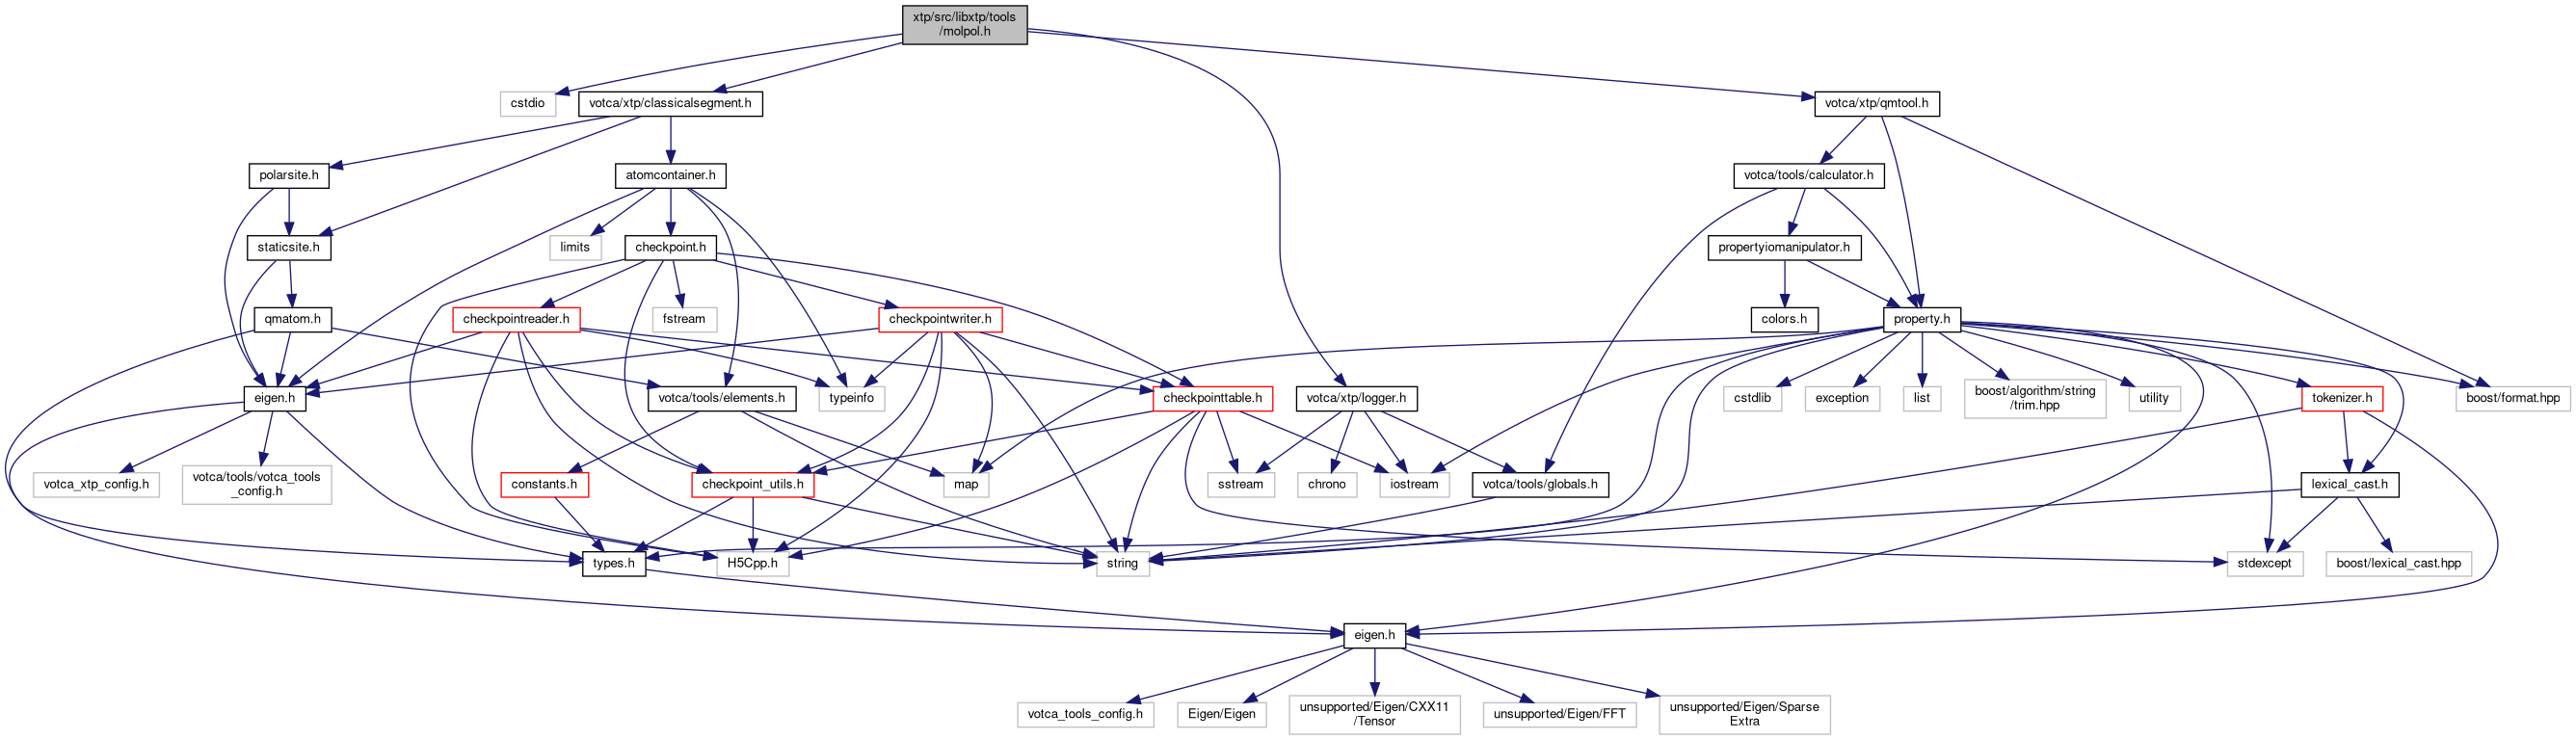 xtp/src/libxtp/tools
/molpol.h
cstdio
votca/xtp/classicalsegment.h
votca/xtp/qmtool.h
polarsite.h
atomcontainer.h
votca/tools/calculator.h
staticsite.h
limits
checkpoint.h
propertyiomanipulator.h
qmatom.h
checkpointreader.h
fstream
checkpointwriter.h
colors.h
property.h
eigen.h
votca/tools/elements.h
typeinfo
checkpointtable.h
votca/xtp/logger.h
cstdlib
exception
list
boost/algorithm/string
/trim.hpp
utility
tokenizer.h
boost/format.hpp
votca_xtp_config.h
votca/tools/votca_tools
_config.h
constants.h
checkpoint_utils.h
map
sstream
chrono
iostream
votca/tools/globals.h
lexical_cast.h
types.h
H5Cpp.h
string
stdexcept
boost/lexical_cast.hpp
eigen.h
votca_tools_config.h
Eigen/Eigen
unsupported/Eigen/CXX11
/Tensor
unsupported/Eigen/FFT
unsupported/Eigen/Sparse
Extra